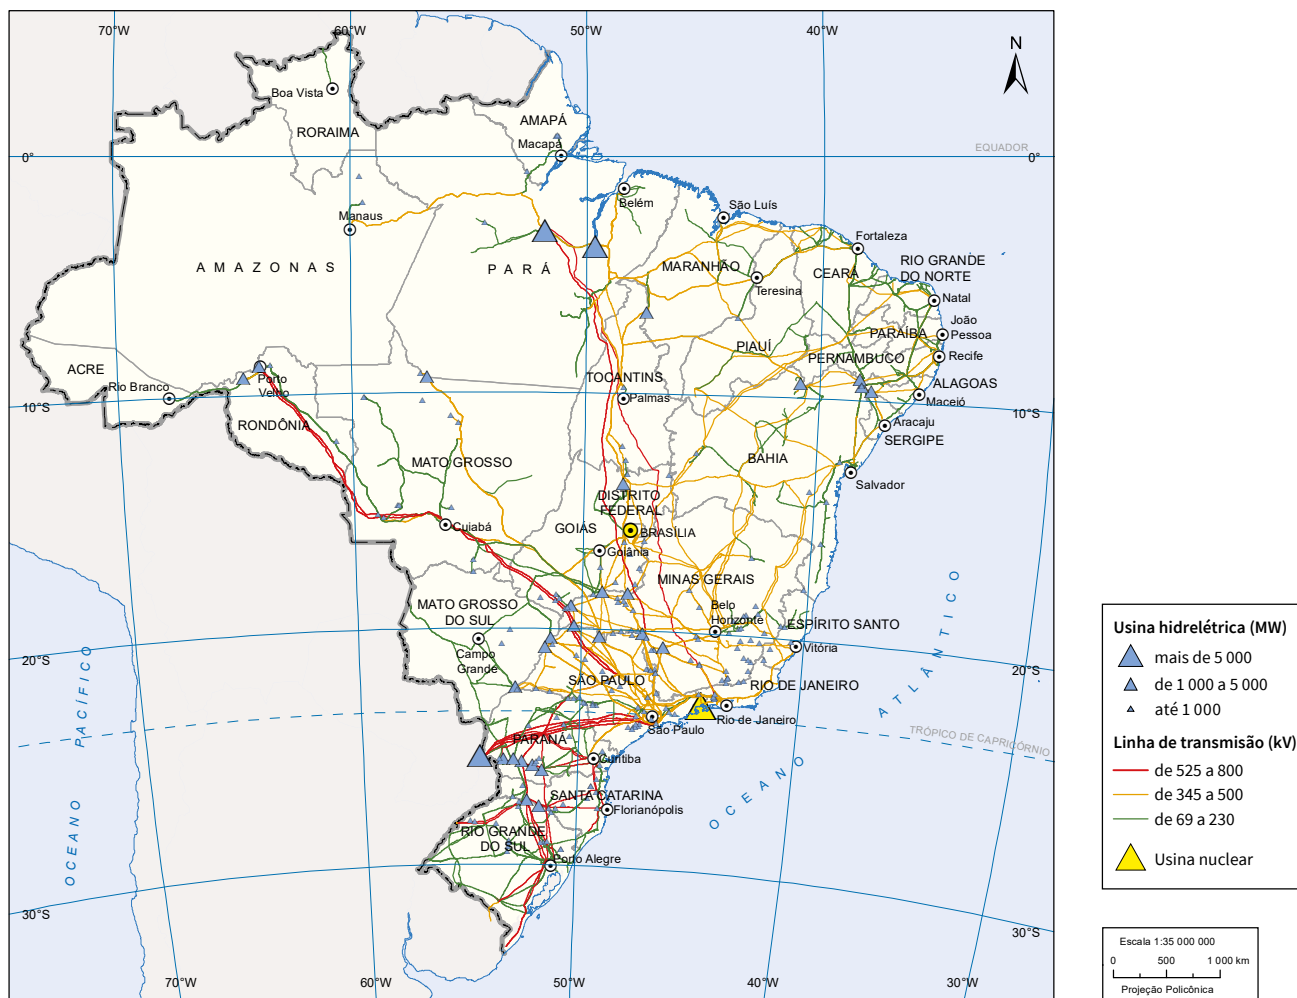 70°W
60°W
50°W
40°W
N
Boa Vista
RORAIMA
AMAPÁ
Macapá
EQUADOR
0°
0°
Belém
São Luís
Manaus
Fortaleza
AMAZONAS
PARÁ
MARANHÃO
CEARÁ
RIO GRANDE
DO NORTE
Teresina
Natal
João
Pessoa
PARAÍBA
PIAUÍ
PERNAMBUCO
Recife
ACRE
Rio Branco
Porto
Velho
TOCANTINS
Palmas
ALAGOAS
Maceió
10°S
10°S
RONDÔNIA
Aracaju
SERGIPE
MATO GROSSO
BAHIA
Salvador
DISTRITO
FEDERAL
Cuiabá
GOIÁS
BRASÍLIA
Goiânia
MINAS GERAIS
MATO GROSSO
DO SUL
Belo
Horizonte
ESPÍRITO SANTO
Vitória
Campo
Grande
20°S
20°S
SÃO PAULO
RIO DE JANEIRO
Rio de Janeiro
São Paulo
TRÓPICO DE CAPRICÓRNIO
PARANÁ
Curitiba
SANTA CATARINA
Florianópolis
RIO GRANDE
DO SUL
Porto Alegre
OCEANO PACÍFICO
OCEANO ATLÂNTICO
30°S
30°S
70°W
60°W
50°W
40°W
30°W
Usina hidrelétrica (MW)
mais de 5 000
de 1 000 a 5 000
até 1 000
Linha de transmissão (kV)
de 525 a 800
de 345 a 500
de 69 a 230
Usina nuclear
Escala 1:35 000 000
0 500 1 000 km
Projeção Policônica